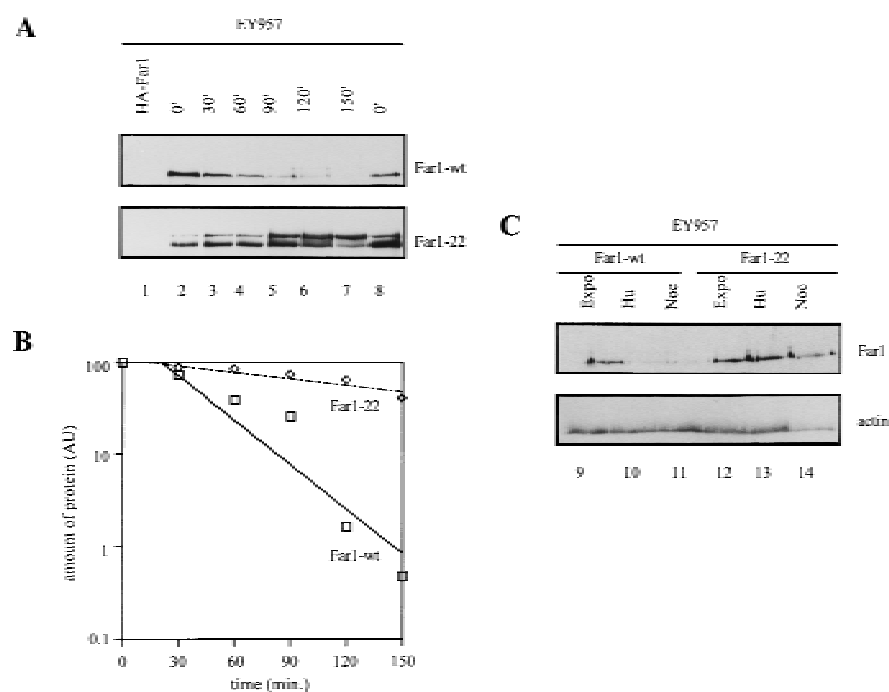 A
EY957
HA-Far1
0'
30'
60'
90'
120'
150'
0'
Far1-wt
Far1-22
1 2 3 4 5 6 7 8
B
100
10
1
0.1
amount of protein (AU)
Far1-22
Far1-wt
0 30 60 90 120 150
time (min.)
C
EY957
Far1-wt Far1-22
Expo
Hu
Noc
Expo
Hu
Noc
Far1
actin
9 10 11 12 13 14